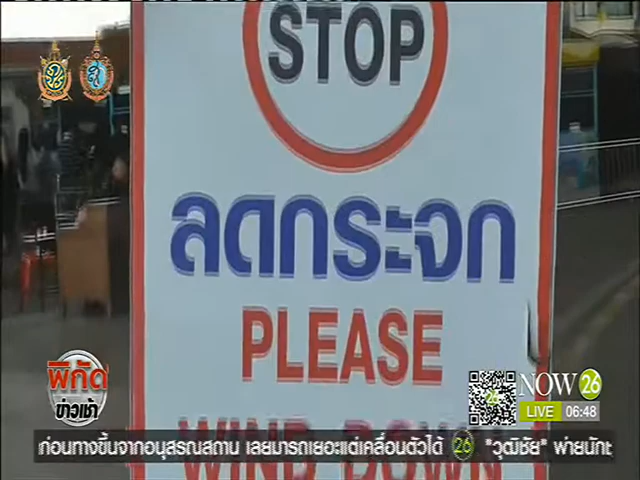 STOP
ลดกระจก
PLEASE
WIND DOWN
พิกัด
ข่าวเช้า
NOW26
LIVE 06:48
ก่อนทางขึ้นจากอนุสรณสถาน เลยมารถเยอะแต่เคลื่อนตัวได้ 26 "วุฒิชัย" พ่ายนัก